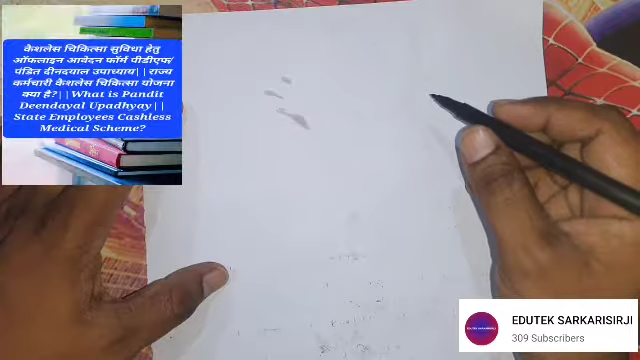 कैशलेस चिकित्सा सुविधा हेतु
ऑफलाइन आवेदन फॉर्म पीडीएफ/
पंडित दीनदयाल उपाध्याय||राज्य
कर्मचारी कैशलेस चिकित्सा योजना
क्या है?||What is Pandit
Deendayal Upadhyay||
State Employees Cashless
Medical Scheme?
EDUTEK SARKARISIRJI
309 Subscribers